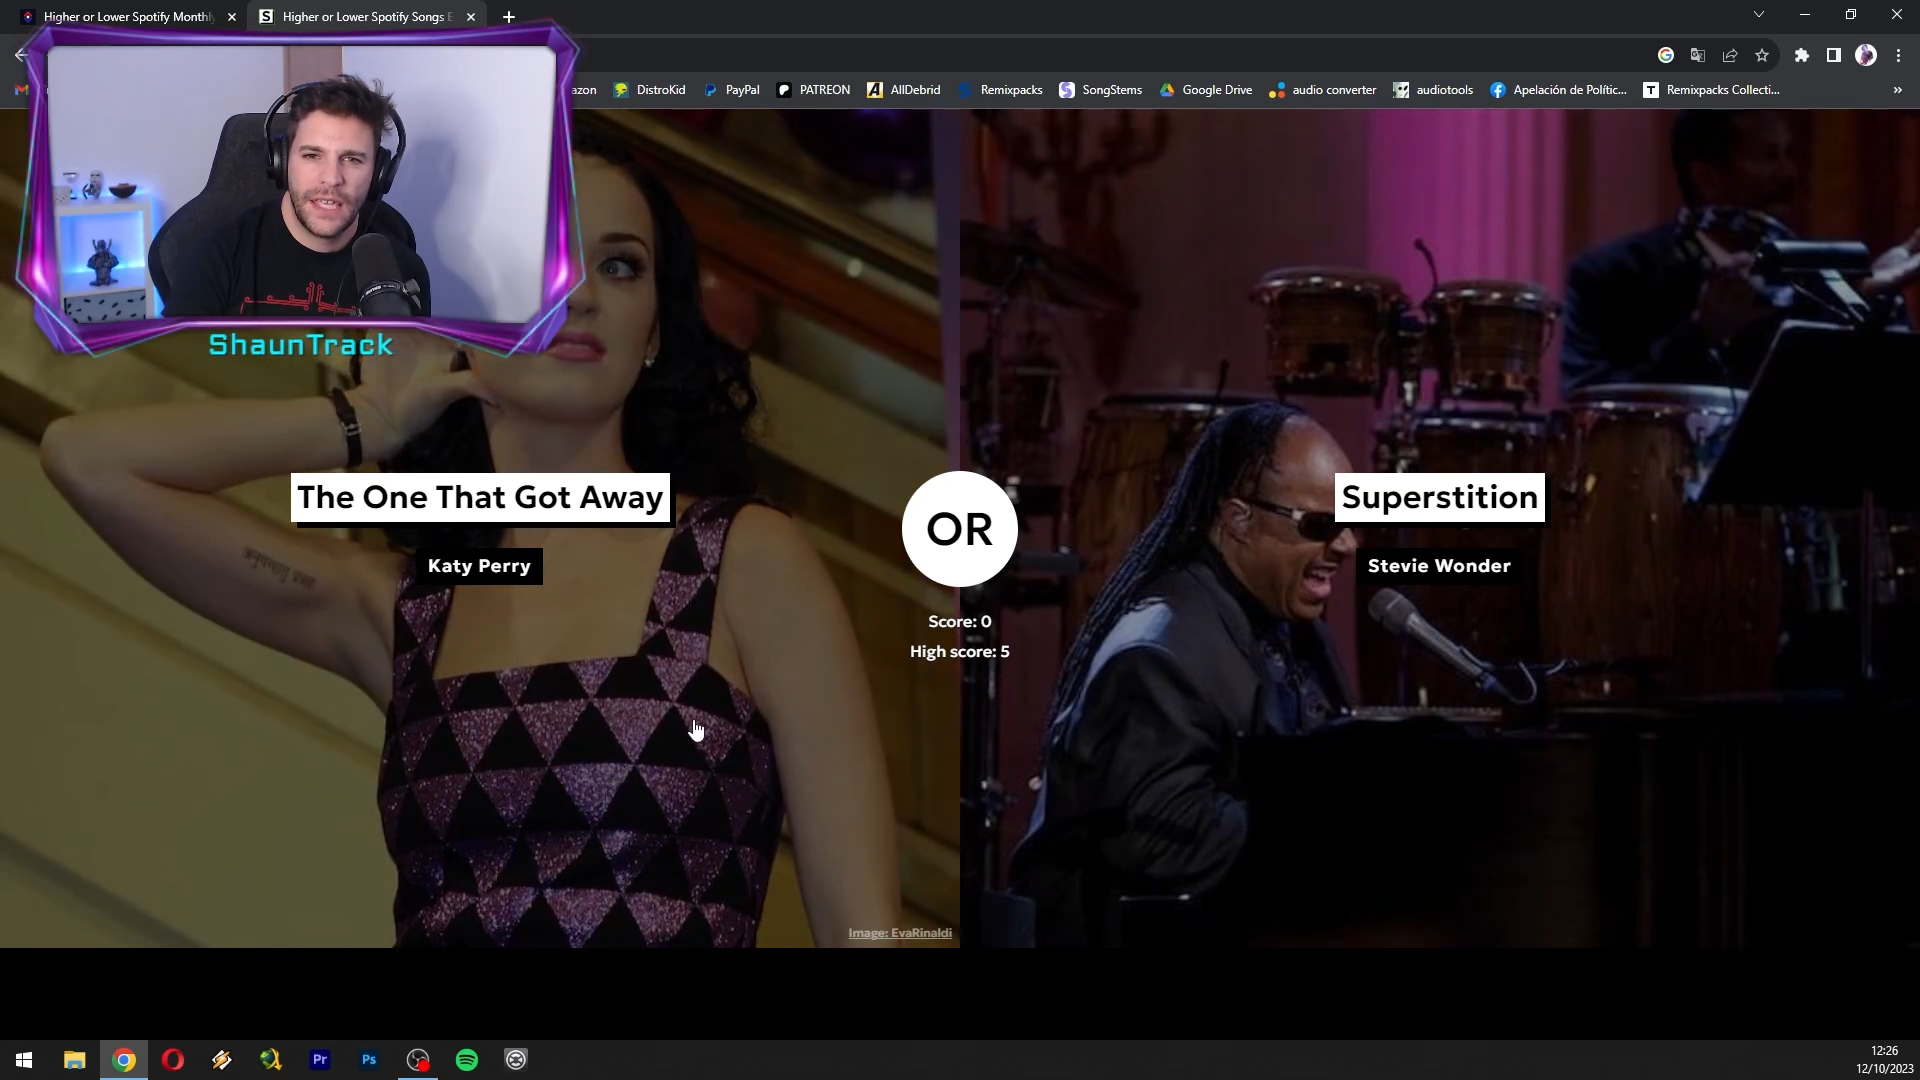 Higher or Lower Spotify Monthly
Higher or Lower Spotify Songs E
azon
DistroKid
PayPal
PATREON
AllDebrid
Remixpacks
SongStems
Google Drive
audio converter
audiotools
Apelación de Polític...
Remixpacks Collecti...
ShaunTrack
The One That Got Away
Katy Perry
OR
Score: 0
High score: 5
Superstition
Stevie Wonder
Image: EvaRinaldi
Pr
Ps
12:26
12/10/2023